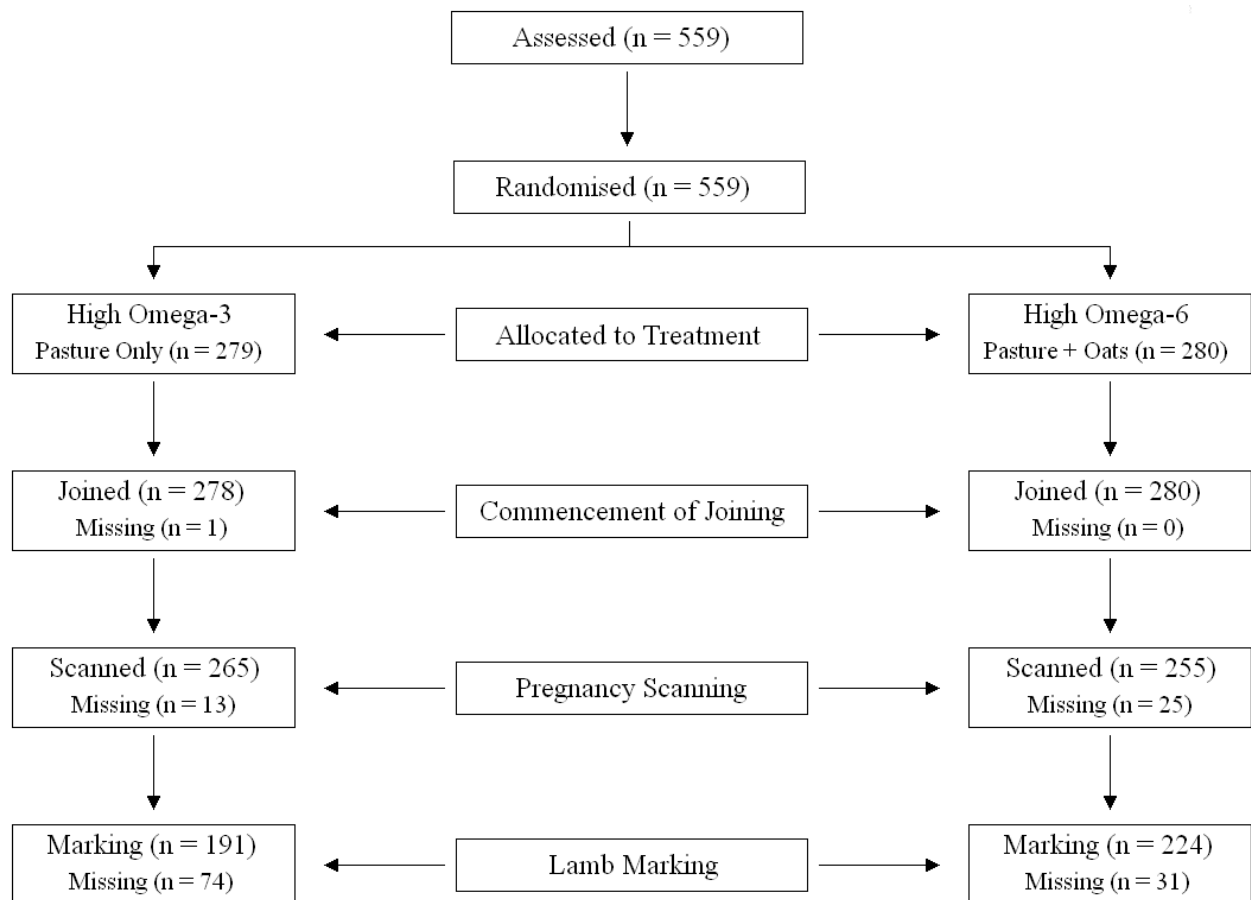 Assessed (n = 559)
Randomised (n = 559)
High Omega-3
Pasture Only (n = 279)
Allocated to Treatment
High Omega-6
Pasture + Oats (n = 280)
Joined (n = 278)
Missing (n = 1)
Commencement of Joining
Joined (n = 280)
Missing (n = 0)
Scanned (n = 265)
Missing (n = 13)
Pregnancy Scanning
Scanned (n = 255)
Missing (n = 25)
Marking (n = 191)
Missing (n = 74)
Lamb Marking
Marking (n = 224)
Missing (n = 31)